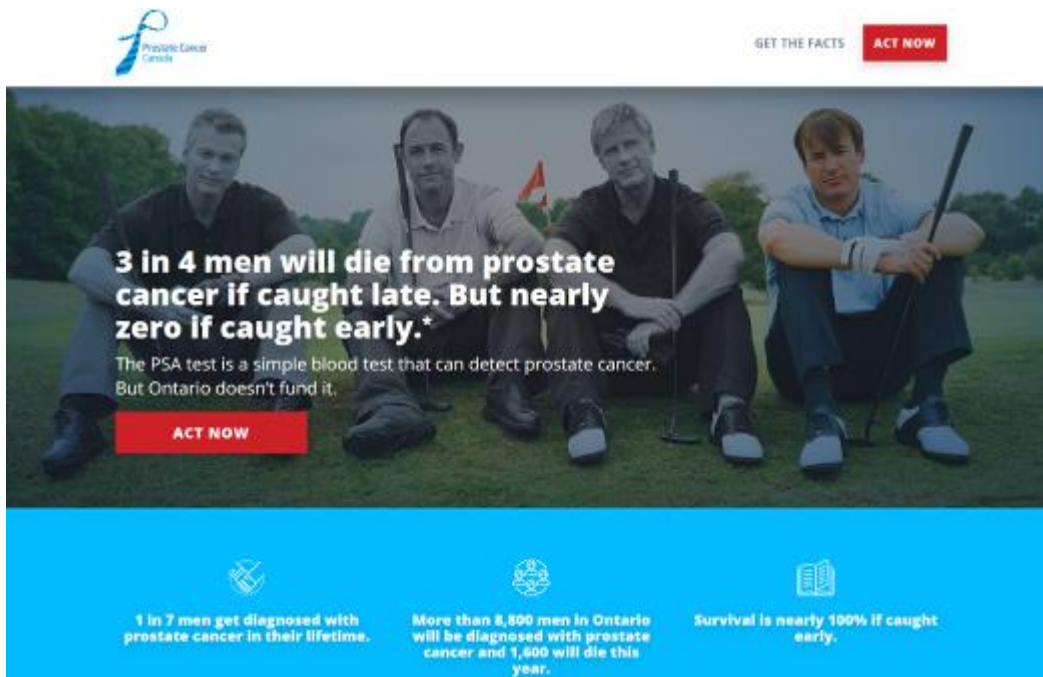 Prostate Cancer
Canada
GET THE FACTS
ACT NOW
3 in 4 men will die from prostate
cancer if caught late. But nearly
zero if caught early.*
The PSA test is a simple blood test that can detect prostate cancer.
But Ontario doesn't fund it.
ACT NOW
1 in 7 men get diagnosed with
prostate cancer in their lifetime.
More than 8,800 men in Ontario
will be diagnosed with prostate
cancer and 1,600 will die this
year.
Survival is nearly 100% if caught
early.